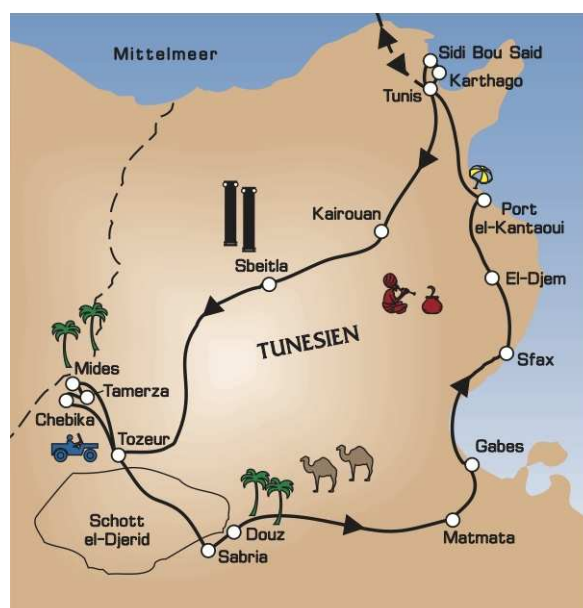 Mittelmeer
Sidi Bou Said
Karthago
Tunis
Port
el-Kantaoui
Kairouan
Sbeitla
El-Djem
TUNESIEN
Sfax
Mides
Tamerza
Chebika
Tozeur
Gabes
Schott
el-Djerid
Douz
Sabria
Matmata